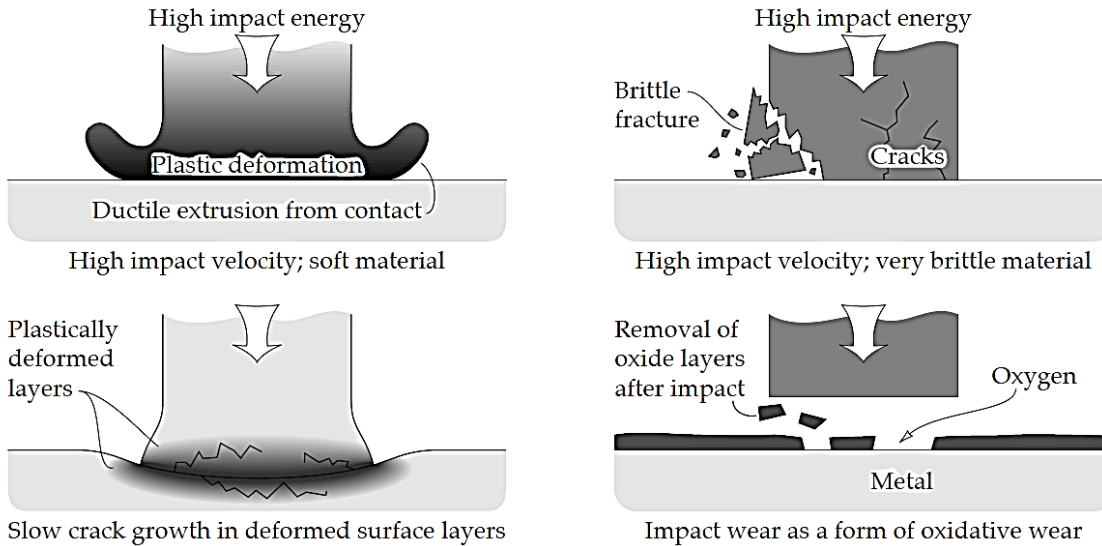 High impact energy
Plastic deformation
Ductile extrusion from contact
High impact velocity; soft material
High impact energy
Brittle
fracture
Cracks
High impact velocity; very brittle material
Plastically
deformed
layers
Slow crack growth in deformed surface layers
Removal of
oxide layers
after impact
Oxygen
Metal
Impact wear as a form of oxidative wear